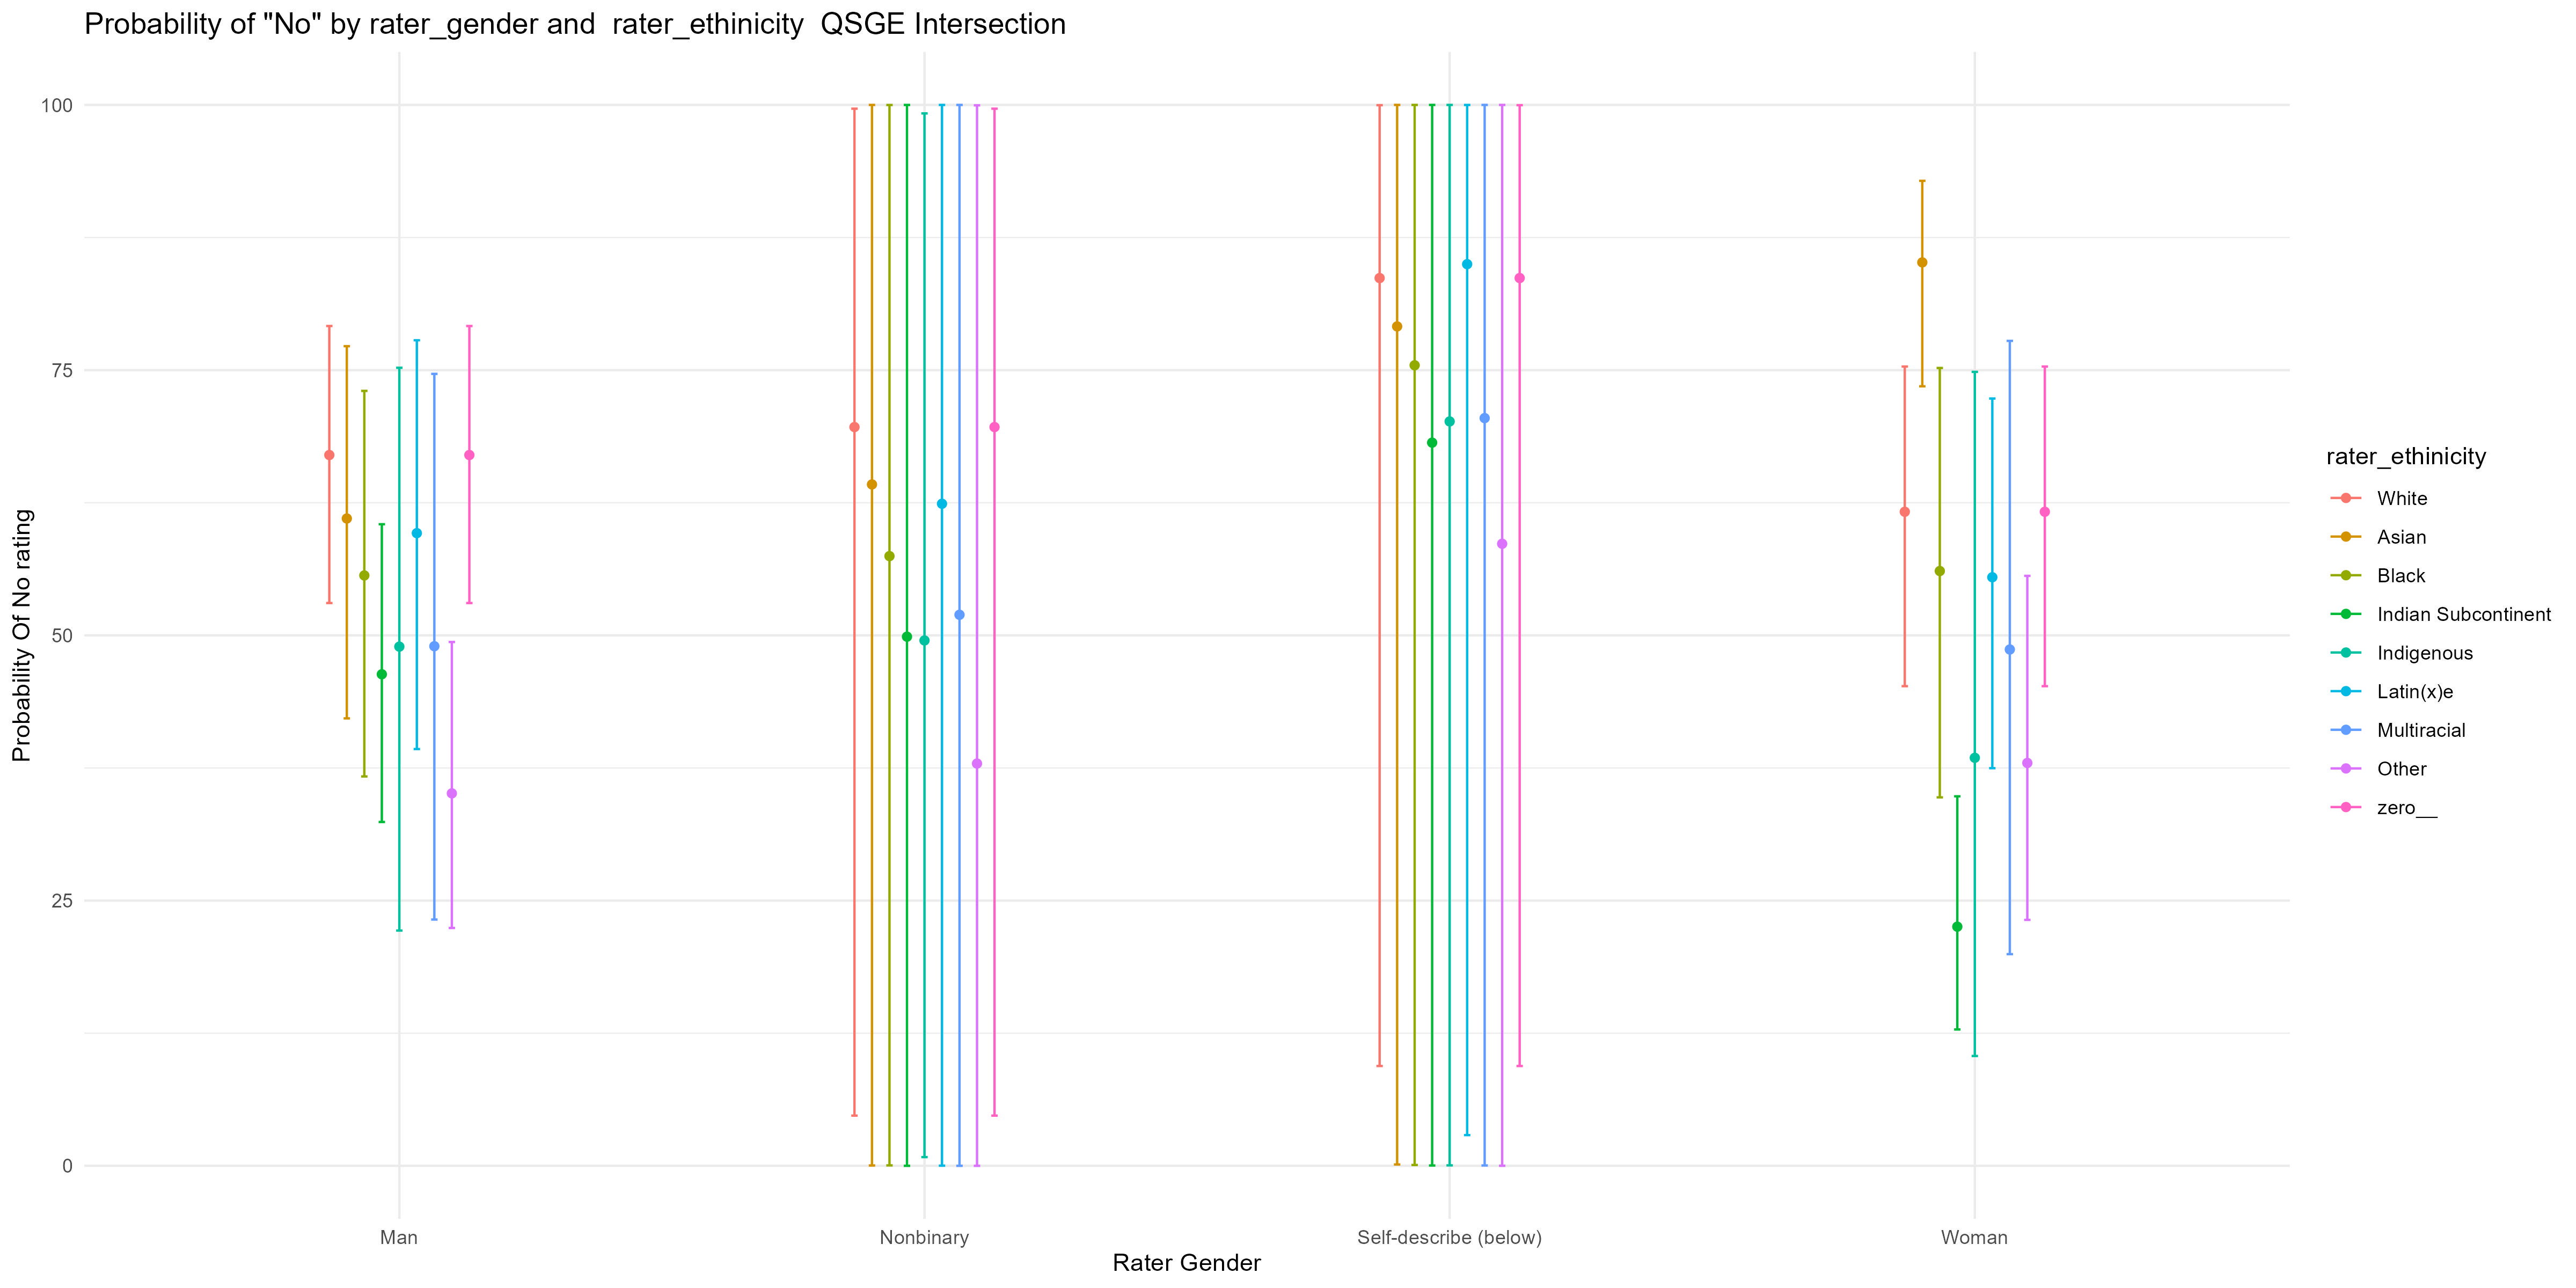 Probability of "No" by rater_gender and  rater_ethinicity  QSGE Intersection
Probability Of No rating
100
75
50
25
0
Man
Nonbinary
Self-describe (below)
Woman
Rater Gender
rater_ethinicity
White
Asian
Black
Indian Subcontinent
Indigenous
Latin(x)e
Multiracial
Other
zero__